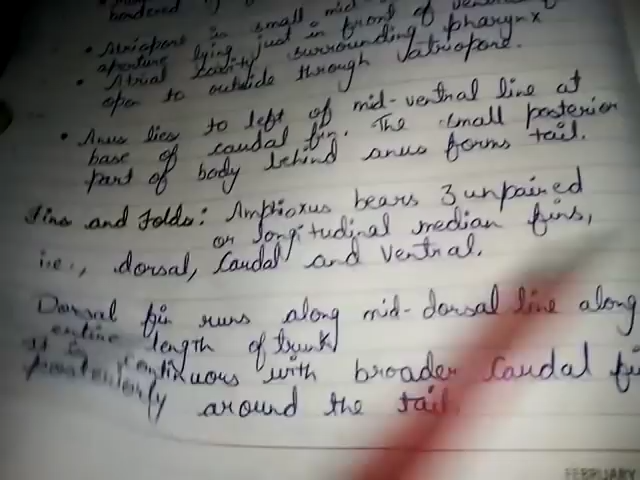 bordered
• Atriopore is small mid
aperture lying just in front of
• Atrial cavity surrounding pharynx
open to outside through atriopore.
• Anus lies to left of mid-ventral line at
base of caudal fin. The small posterior
part of body behind anus forms tail.
Fins and Folds: Amphioxus bears 3 unpaired
or longitudinal median fins,
i.e., dorsal, Caudal and Ventral.
Dorsal fin runs along mid-dorsal line along
entire length of trunk
It is continuous with broader Caudal
posteriorly around the tail.
FEBRUARY